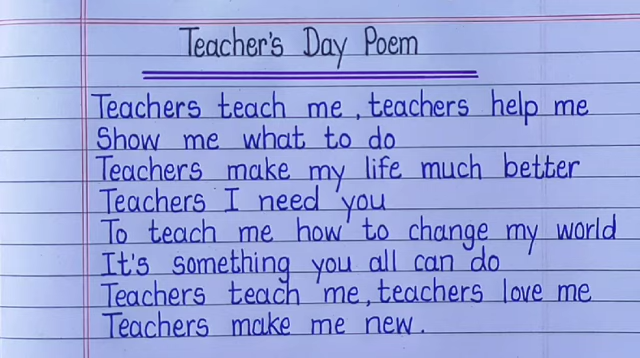 Teacher's Day Poem
Teachers teach me, teachers help me
Show me what to do
Teachers make my life much better
Teachers I need you
To teach me how to change my world
It's something you all can do
Teachers teach me, teachers love me
Teachers make me new.